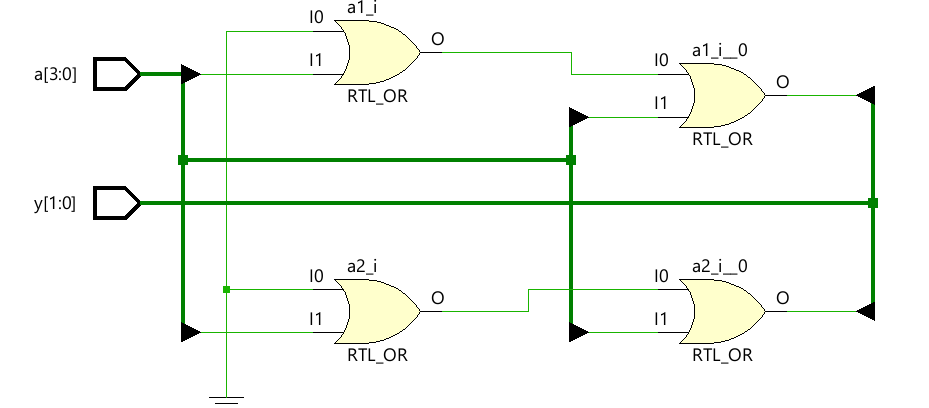 a1_i
I0
O
I1
RTL_OR
a1_i__0
I0
O
I1
RTL_OR
a[3:0]
y[1:0]
a2_i
I0
O
I1
RTL_OR
a2_i__0
I0
O
I1
RTL_OR